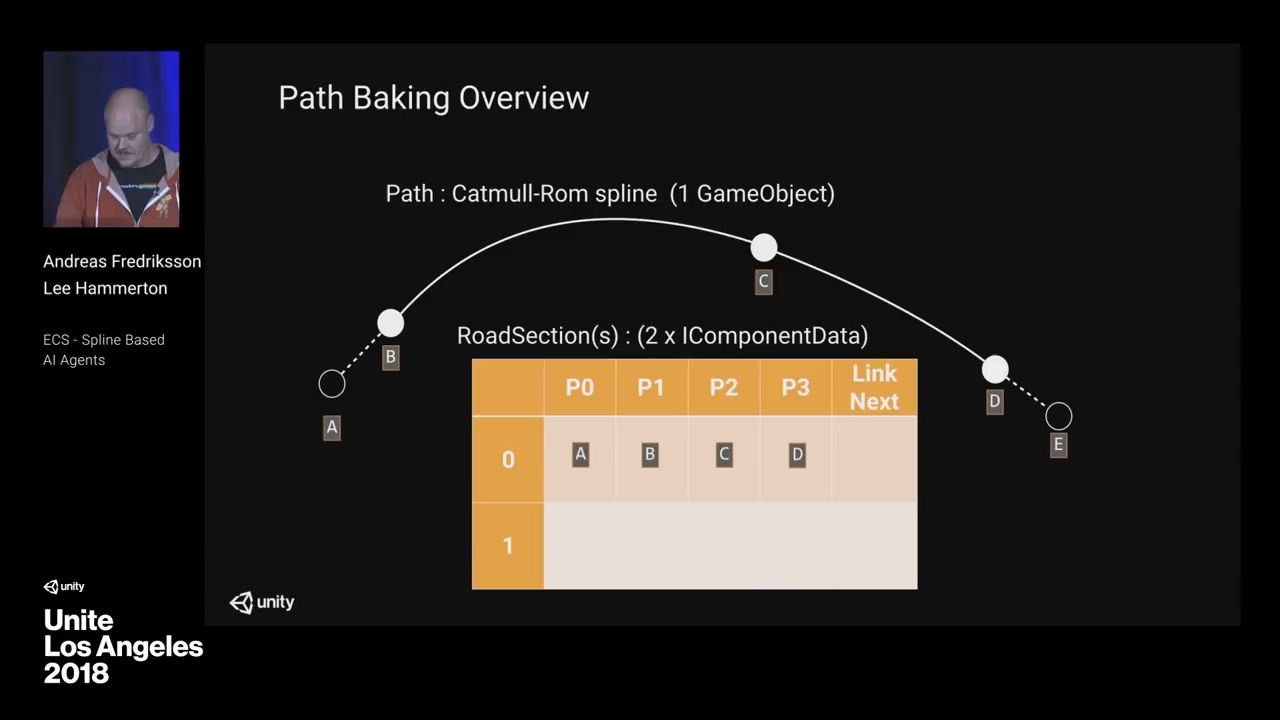 Path Baking Overview
Path : Catmull-Rom spline (1 GameObject)
C
B
A
D
E
RoadSection(s) : (2 x IComponentData)
P0 P1 P2 P3 Link Next
0 A B C D
1
unity
Andreas Fredriksson
Lee Hammerton
ECS - Spline Based
AI Agents
unity
Unite
Los Angeles
2018